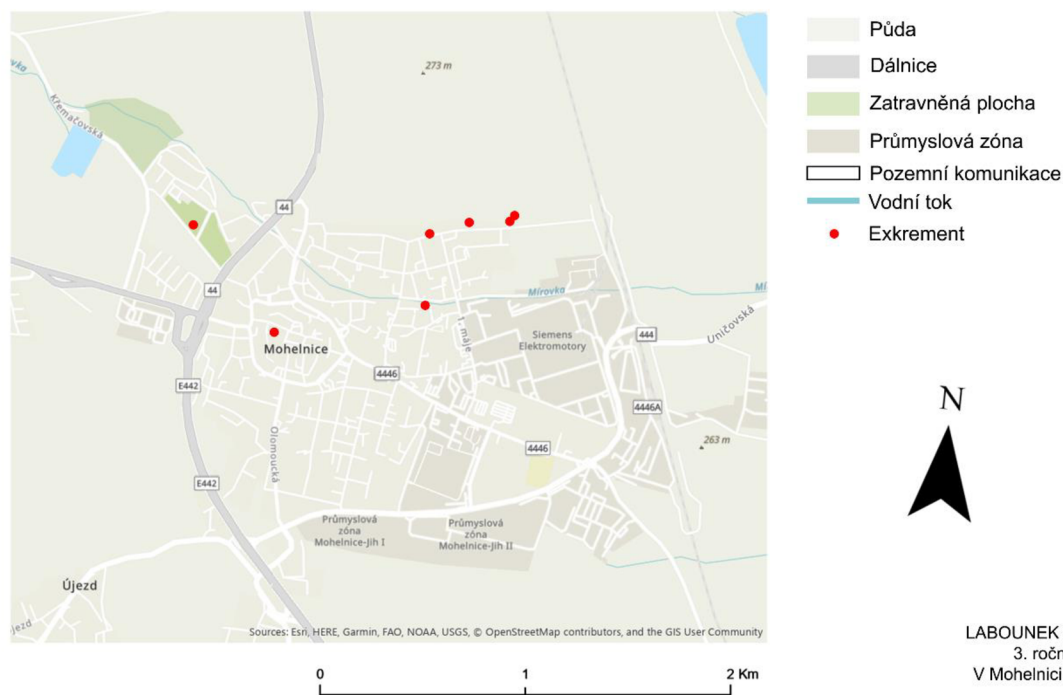 Půda
Dálnice
Zatravněná plocha
Průmyslová zóna
Pozemní komunikace
Vodní tok
Exkrement
273 m
Křemačovská
44
44
Mírovka
Uničovská
1. máje
Siemens
Elektromotory
444
Mohelnice
4446
E442
4446A
Olomoucká
263 m
4446
E442
Průmyslová
zóna
Mohelnice-Jih I
Průmyslová
zóna
Mohelnice-Jih II
Újezd
Sources: Esri, HERE, Garmin, FAO, NOAA, USGS, © OpenStreetMap contributors, and the GIS User Community
N
0 1 2 Km
LABOUNEK
3. ročn
V Mohelnici